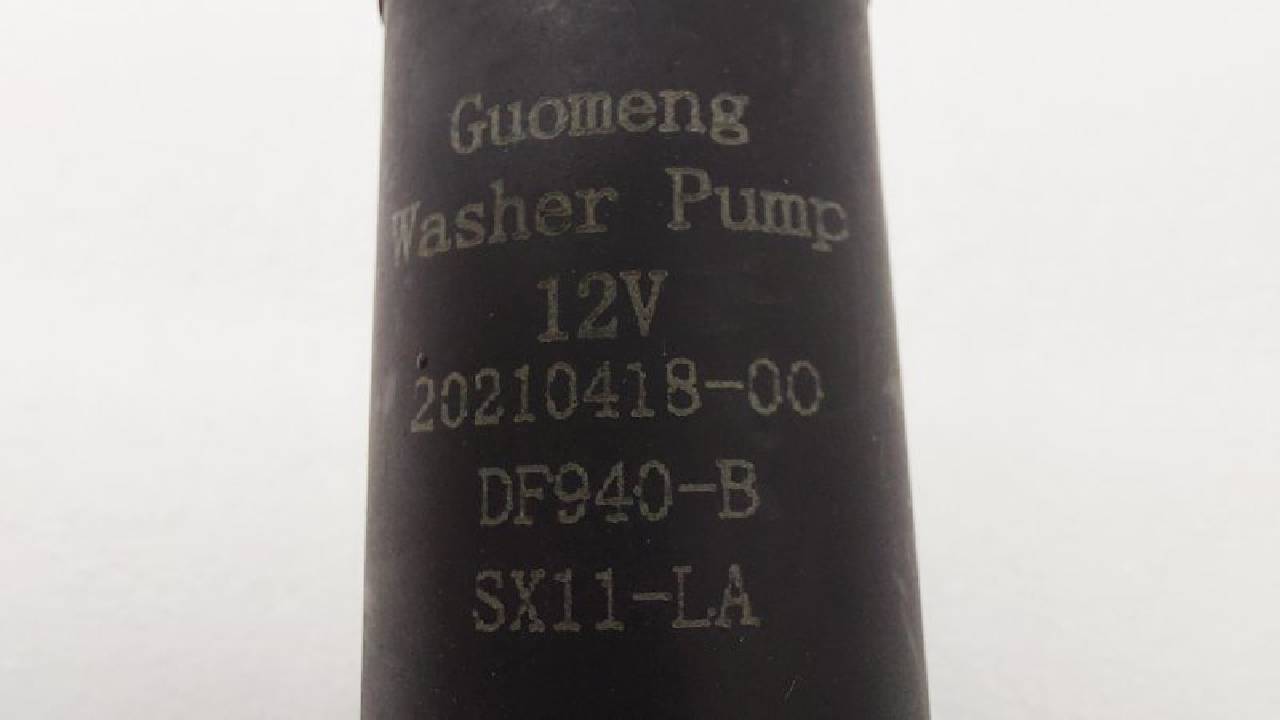 Guomeng
Washer Pump
12V
20210418-00
DF940-B
SX11-LA